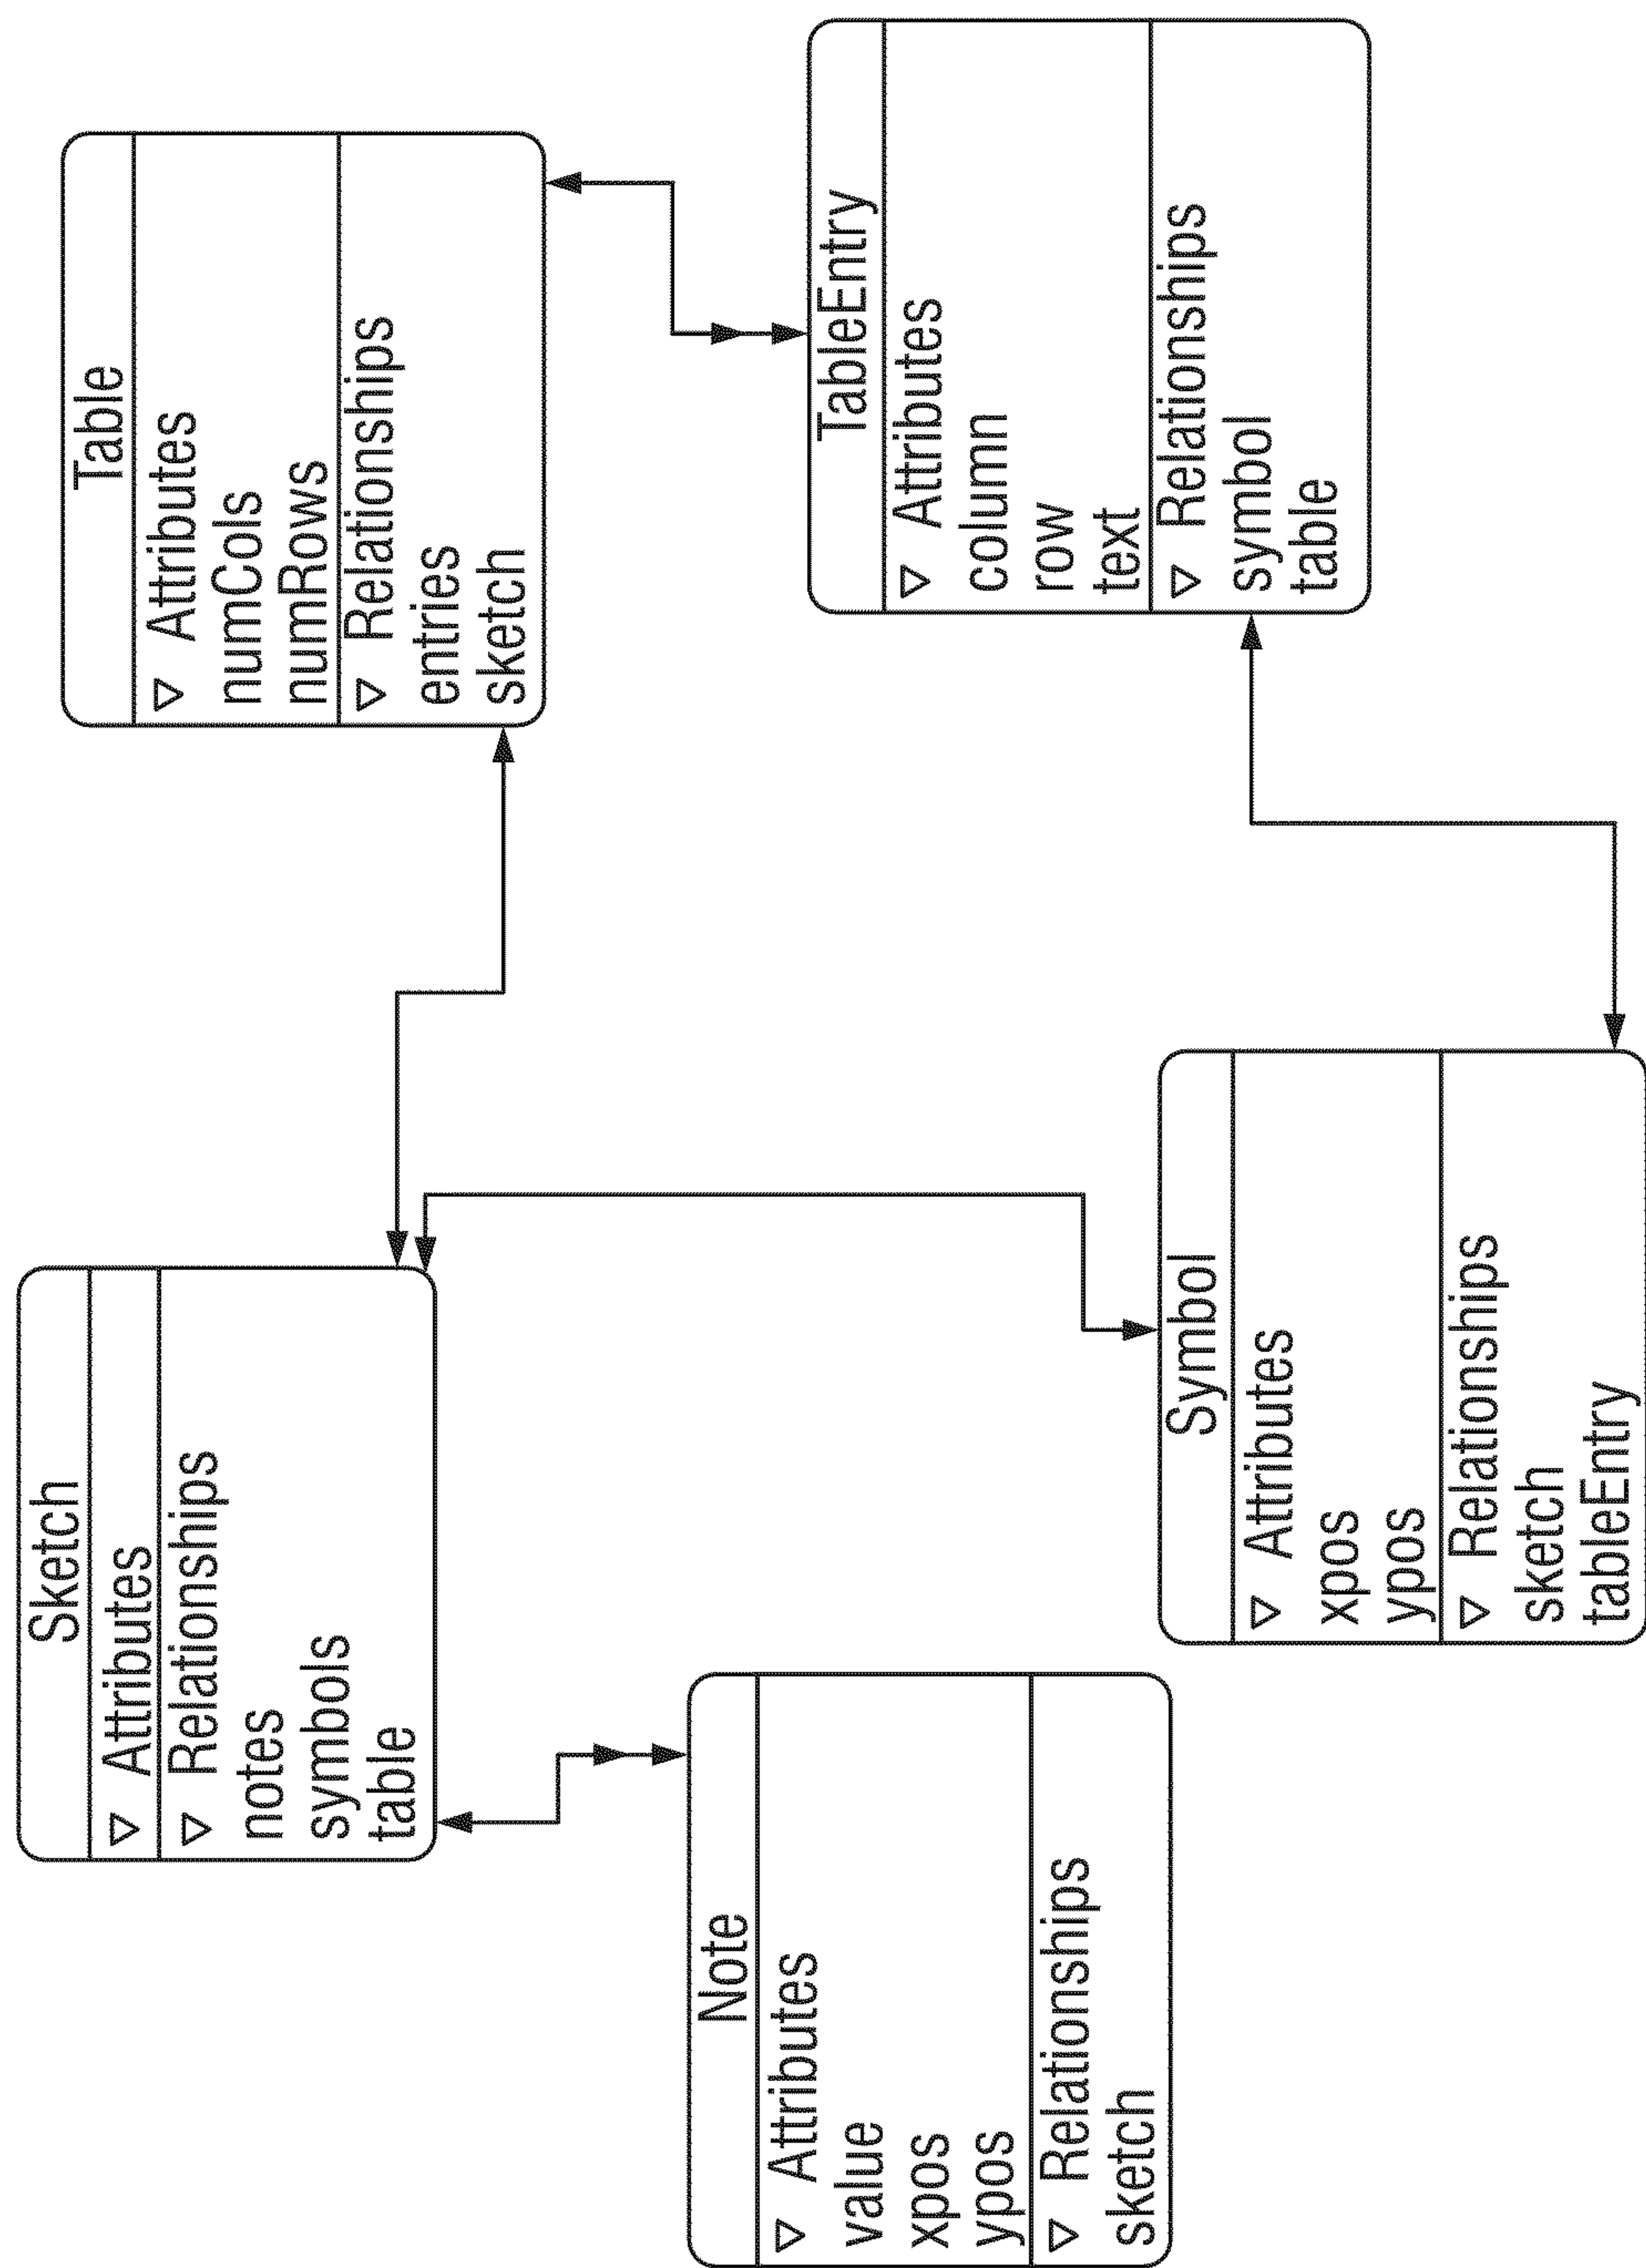 Sketch
▽ Attributes
▽ Relationships
notes
symbols
table
Table
▽ Attributes
numCols
numRows
▽ Relationships
entries
sketch
Note
▽ Attributes
value
xpos
ypos
▽ Relationships
sketch
Symbol
▽ Attributes
xpos
ypos
▽ Relationships
sketch
tableEntry
TableEntry
▽ Attributes
column
row
text
▽ Relationships
symbol
table